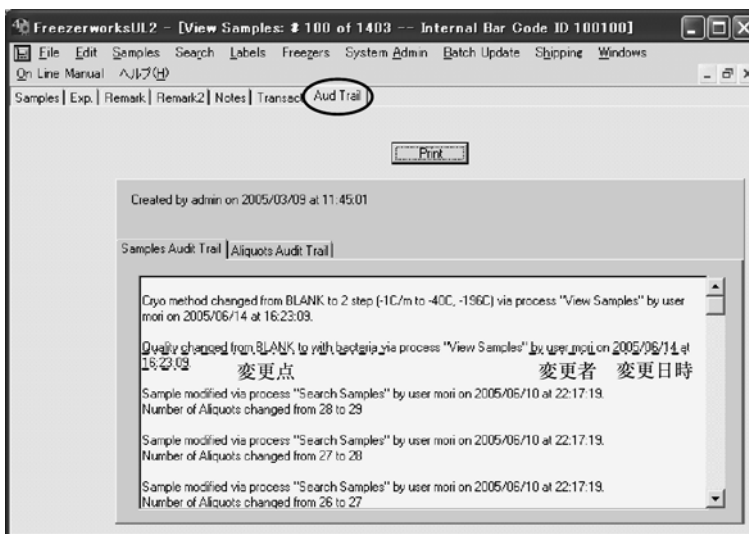 FreezerworksUL2 - [View Samples: # 100 of 1403 -- Internal Bar Code ID 100100]
File Edit Samples Search Labels Freezers System Admin Batch Update Shipping Windows
On Line Manual ヘルプ(H)
Samples Exp. Remark Remark2 Notes Transact Aud Trail
Print
Created by admin on 2005/03/09 at 11:45:01
Samples Audit Trail Aliquots Audit Trail
Cryo method changed from BLANK to 2 step (-1C/m to -40C, -196C) via process "View Samples" by user
mori on 2005/06/14 at 16:23:09.
Quality changed from BLANK to with bacteria via process "View Samples" by user mori on 2005/06/14 at
16:23:09.
変更点 変更者 変更日時
Sample modified via process "Search Samples" by user mori on 2005/06/10 at 22:17:19.
Number of Aliquots changed from 28 to 29
Sample modified via process "Search Samples" by user mori on 2005/06/10 at 22:17:19.
Number of Aliquots changed from 27 to 28
Sample modified via process "Search Samples" by user mori on 2005/06/10 at 22:17:19.
Number of Aliquots changed from 26 to 27